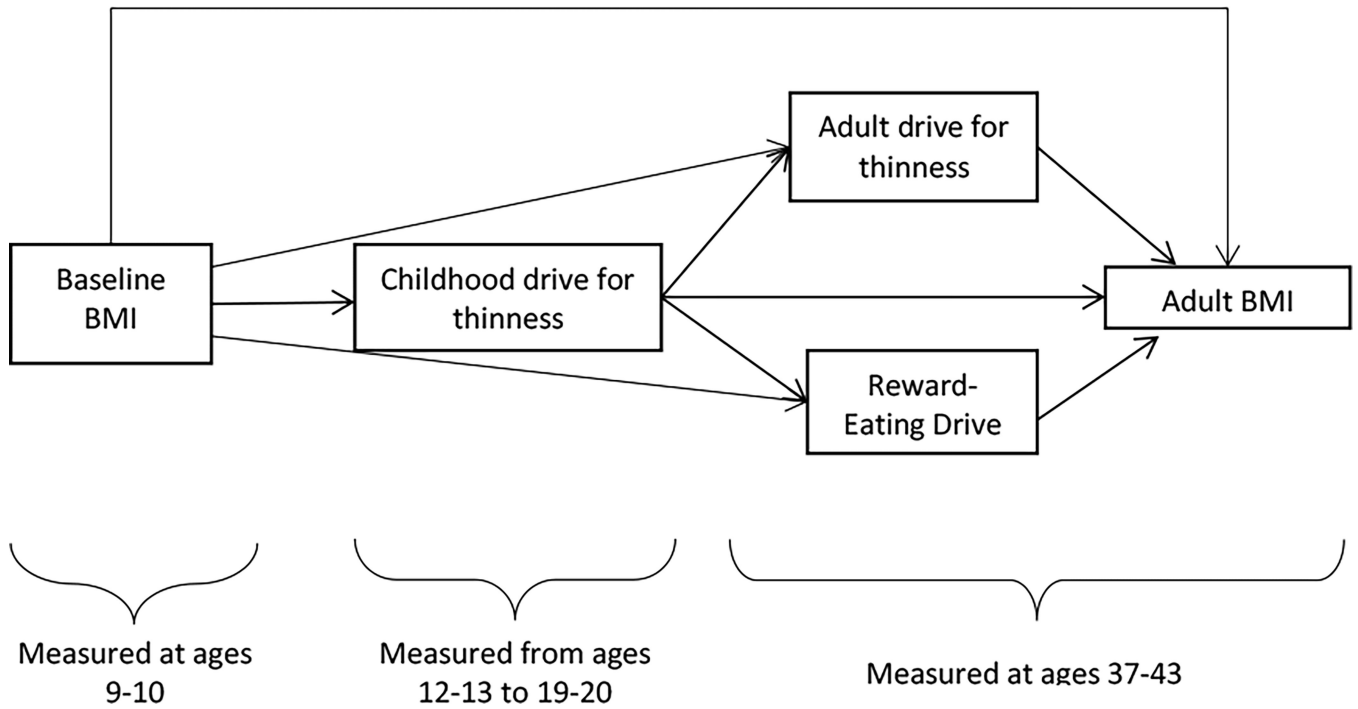 Adult drive for
thinness
Baseline
BMI
Childhood drive for
thinness
Adult BMI
Reward-
Eating Drive
Measured at ages
9-10
Measured from ages
12-13 to 19-20
Measured at ages 37-43